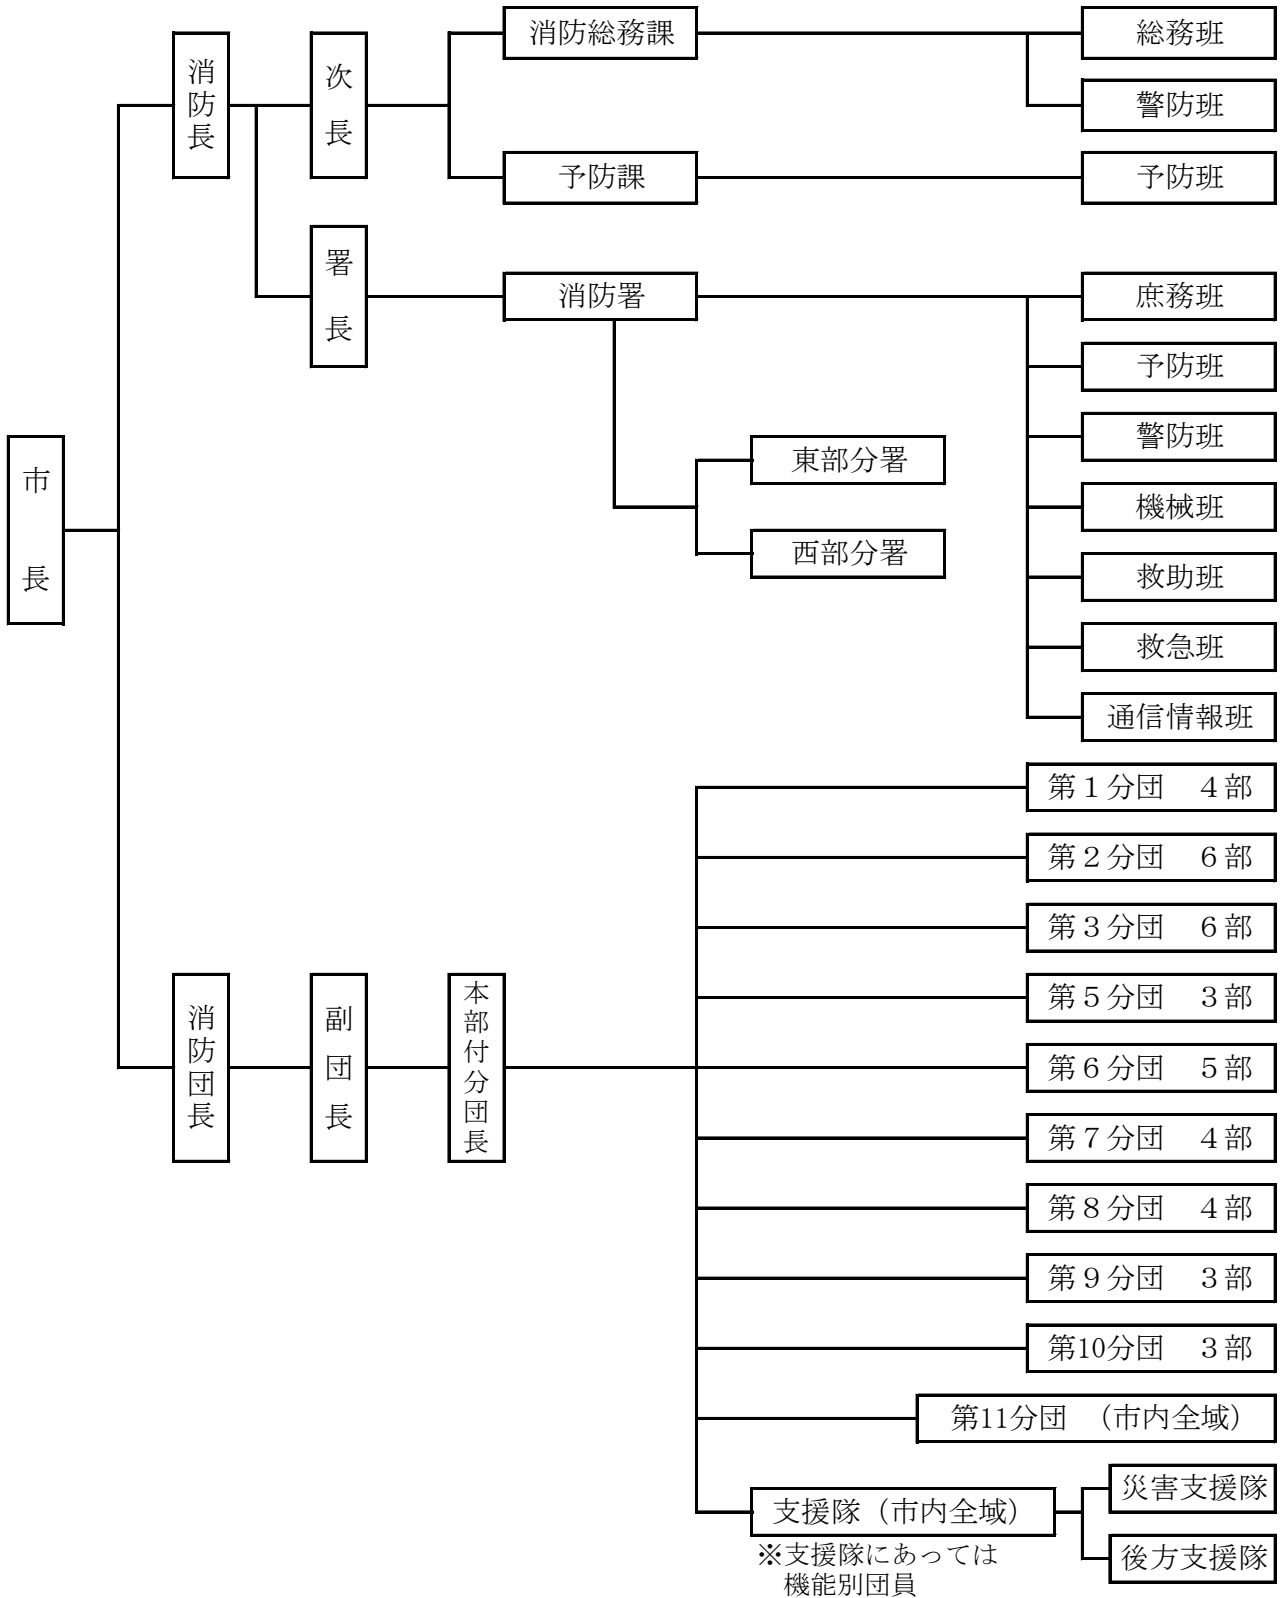 消防総務課
総務班
消防長
次長
警防班
予防課
予防班
署長
消防署
庶務班
予防班
警防班
東部分署
機械班
西部分署
救助班
救急班
通信情報班
市長
第１分団　４部
第２分団　６部
第３分団　６部
第５分団　３部
消防団長
副団長
本部付分団長
第６分団　５部
第７分団　４部
第８分団　４部
第９分団　３部
第10分団　３部
第11分団　（市内全域）
支援隊（市内全域）
災害支援隊
後方支援隊
※支援隊にあっては
機能別団員